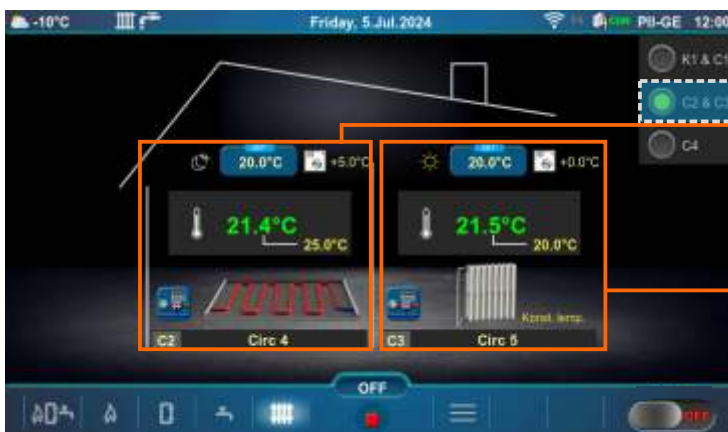 -10°C Friday, 5.Jul.2024 PII-GE 12:00
K1 & C1
C2 & C3
C4
20.0°C +5.0°C 20.0°C +0.0°C
21.4°C 21.5°C
25.0°C 20.0°C
Konst. temp.
C2 Circ 4 C3 Circ 5
OFF
OFF